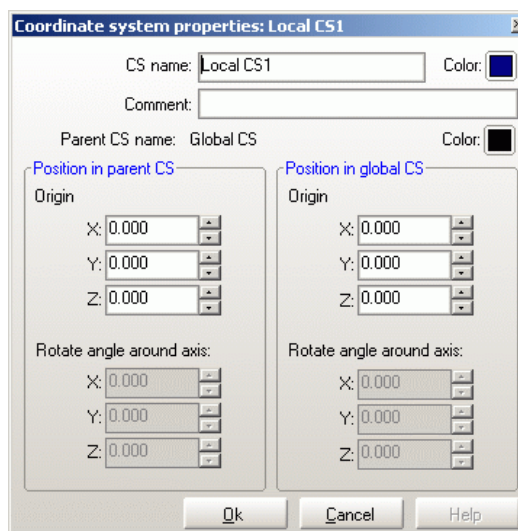 Coordinate system properties: Local CS1
CS name: Local CS1 Color:
Comment:
Parent CS name: Global CS Color:
Position in parent CS
Origin
X: 0.000
Y: 0.000
Z: 0.000
Rotate angle around axis:
X: 0.000
Y: 0.000
Z: 0.000
Position in global CS
Origin
X: 0.000
Y: 0.000
Z: 0.000
Rotate angle around axis:
X: 0.000
Y: 0.000
Z: 0.000
Ok Cancel Help